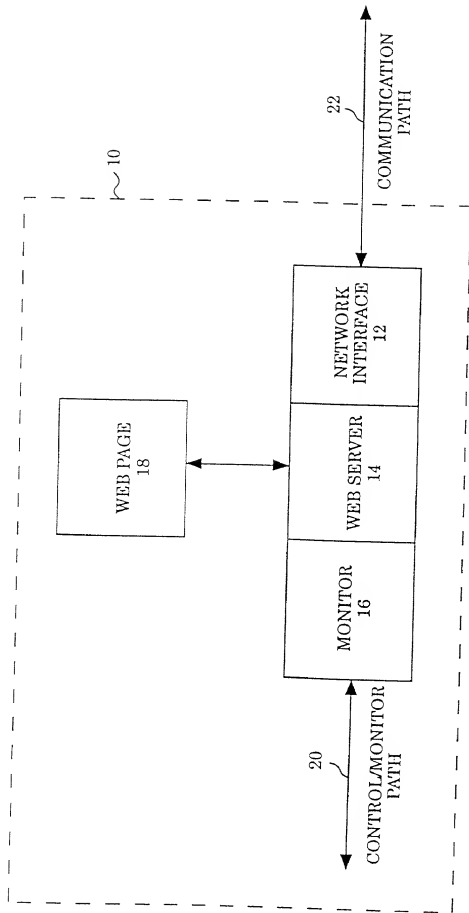 10
WEB PAGE
18
MONITOR
16
WEB SERVER
14
NETWORK
INTERFACE
12
20
CONTROL/MONITOR
PATH
22
COMMUNICATION
PATH